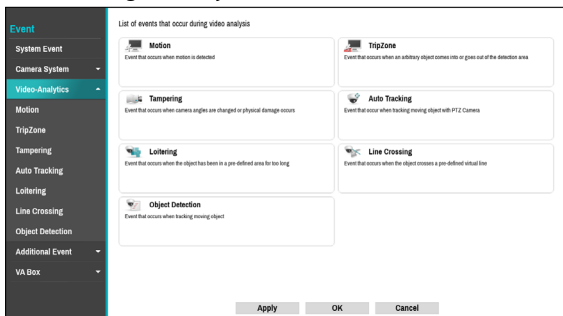 Event
System Event
Camera System
Video-Analytics
Motion
TripZone
Tampering
Auto Tracking
Loitering
Line Crossing
Object Detection
Additional Event
VA Box
List of events that occur during video analysis
Motion
Event that occurs when motion is detected
TripZone
Event that occurs when an arbitrary object comes into or goes out of the detection area
Tampering
Event that occurs when camera angles are changed or physical damage occurs
Auto Tracking
Event that occur when tracking moving object with PTZ Camera
Loitering
Event that occurs when the object has been in a pre-defined area for too long
Line Crossing
Event that occurs when the object crosses a pre-defined virtual line
Object Detection
Event that occurs when tracking moving object
Apply
OK
Cancel